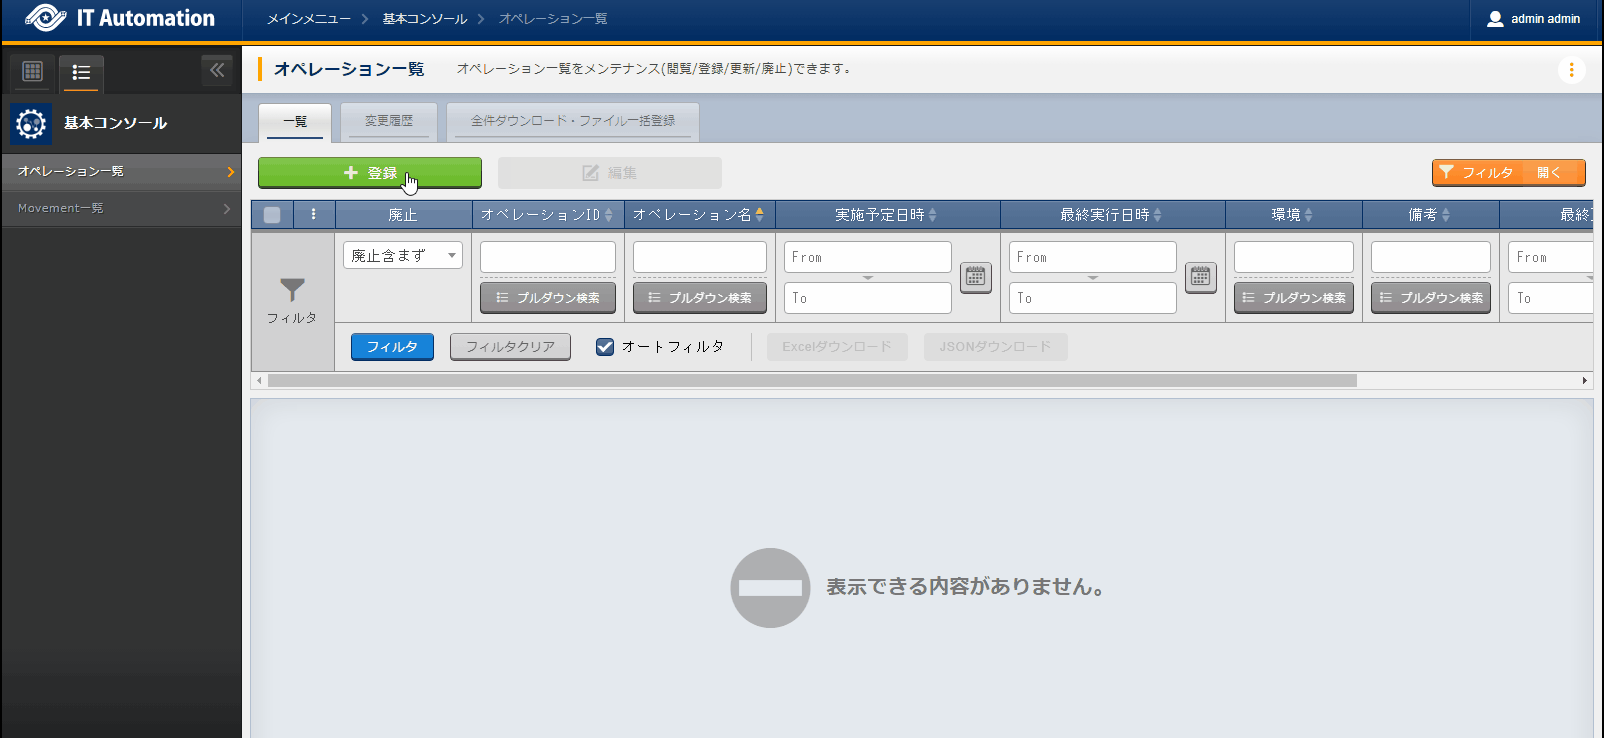 IT Automation
メインメニュー
基本コンソール
オペレーション一覧
admin admin
基本コンソール
オペレーション一覧
Movement一覧
オペレーション一覧
オペレーション一覧をメンテナンス(閲覧/登録/更新/廃止)できます。
一覧
変更履歴
全件ダウンロード・ファイル一括登録
登録
編集
フィルタ 開く
廃止
オペレーションID
オペレーション名
実施予定日時
最終実行日時
環境
備考
フィルタ
廃止含まず
プルダウン検索
プルダウン検索
From
To
From
To
プルダウン検索
プルダウン検索
From
To
フィルタ
フィルタクリア
オートフィルタ
Excelダウンロード
JSONダウンロード
表示できる内容がありません。